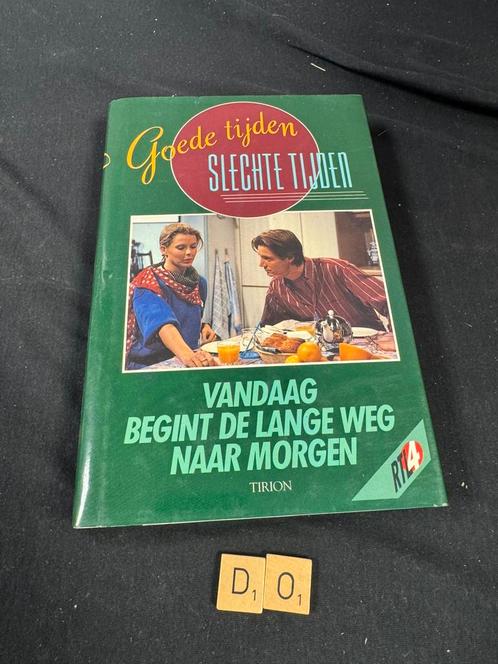 Goede tijden
SLECHTE TIJDEN
VANDAAG
BEGINT DE LANGE WEG
NAAR MORGEN
TIRION
RTL4
D1 O1